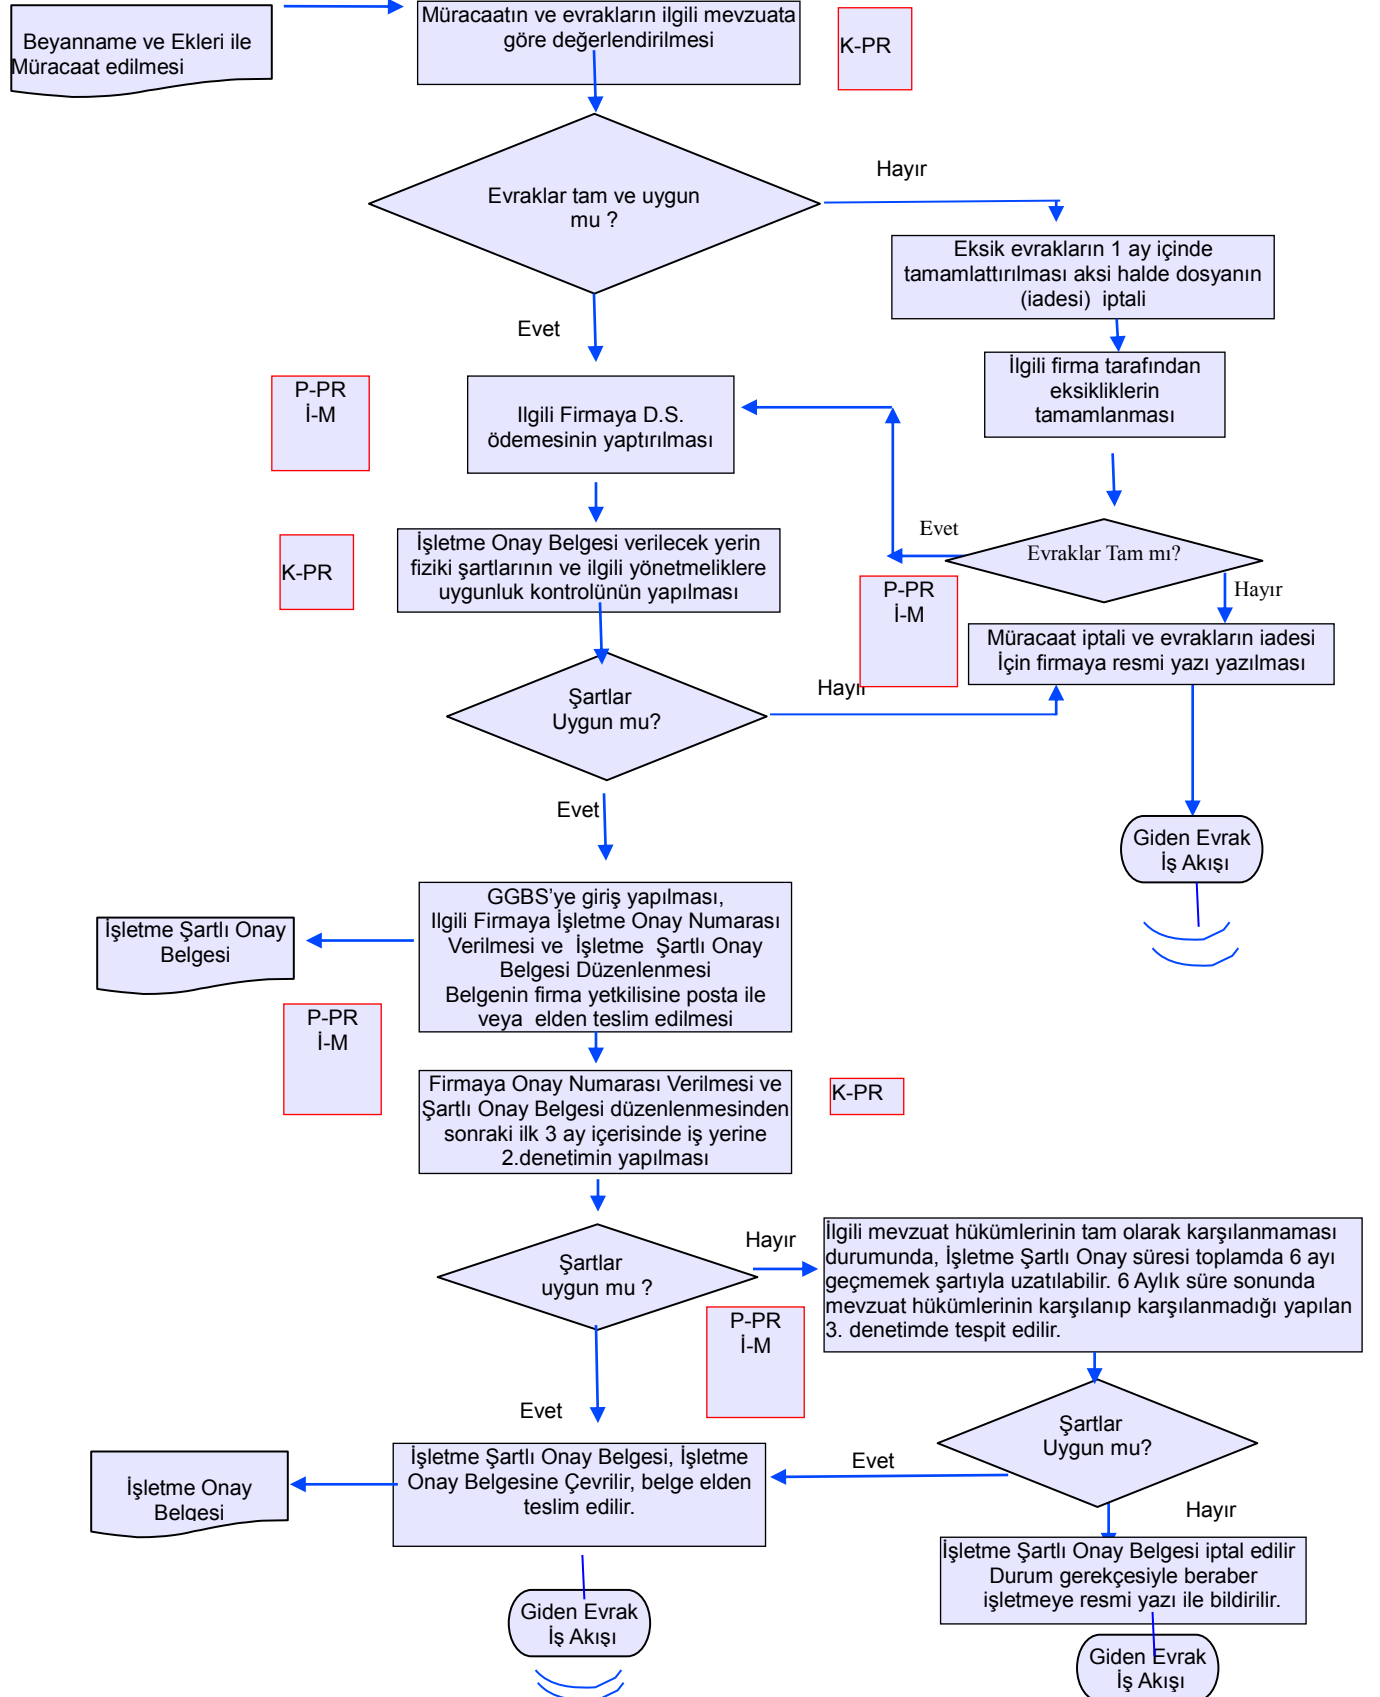 Beyanname ve Ekleri ile
Müracaat edilmesi
Müracaatın ve evrakların ilgili mevzuata
göre değerlendirilmesi
K-PR
Evraklar tam ve uygun
mu ?
Hayır
Eksik evrakların 1 ay içinde
tamamlattırılması aksi halde dosyanın
(iadesi) iptali
Evet
İlgili firma tarafından
eksikliklerin
tamamlanması
P-PR
İ-M
Ilgili Firmaya D.S.
ödemesinin yaptırılması
Evet
Evraklar Tam mı?
Hayır
K-PR
İşletme Onay Belgesi verilecek yerin
fiziki şartlarının ve ilgili yönetmeliklere
uygunluk kontrolünün yapılması
P-PR
İ-M
Müracaat iptali ve evrakların iadesi
İçin firmaya resmi yazı yazılması
Şartlar
Uygun mu?
Hayır
Evet
Giden Evrak
İş Akışı
GGBS’ye giriş yapılması,
Ilgili Firmaya İşletme Onay Numarası
Verilmesi ve İşletme Şartlı Onay
Belgesi Düzenlenmesi
Belgenin firma yetkilisine posta ile
veya elden teslim edilmesi
İşletme Şartlı Onay
Belgesi
P-PR
İ-M
Firmaya Onay Numarası Verilmesi ve
Şartlı Onay Belgesi düzenlenmesinden
sonraki ilk 3 ay içerisinde iş yerine
2.denetimin yapılması
K-PR
Şartlar
uygun mu ?
Hayır
İlgili mevzuat hükümlerinin tam olarak karşılanmaması
durumunda, İşletme Şartlı Onay süresi toplamda 6 ayı
geçmemek şartıyla uzatılabilir. 6 Aylık süre sonunda
mevzuat hükümlerinin karşılanıp karşılanmadığı yapılan
3. denetimde tespit edilir.
P-PR
İ-M
Evet
Şartlar
Uygun mu?
Evet
Hayır
İşletme Şartlı Onay Belgesi, İşletme
Onay Belgesine Çevrilir, belge elden
teslim edilir.
İşletme Onay
Belgesi
İşletme Şartlı Onay Belgesi iptal edilir
Durum gerekçesiyle beraber
işletmeye resmi yazı ile bildirilir.
Giden Evrak
İş Akışı
Giden Evrak
İş Akışı